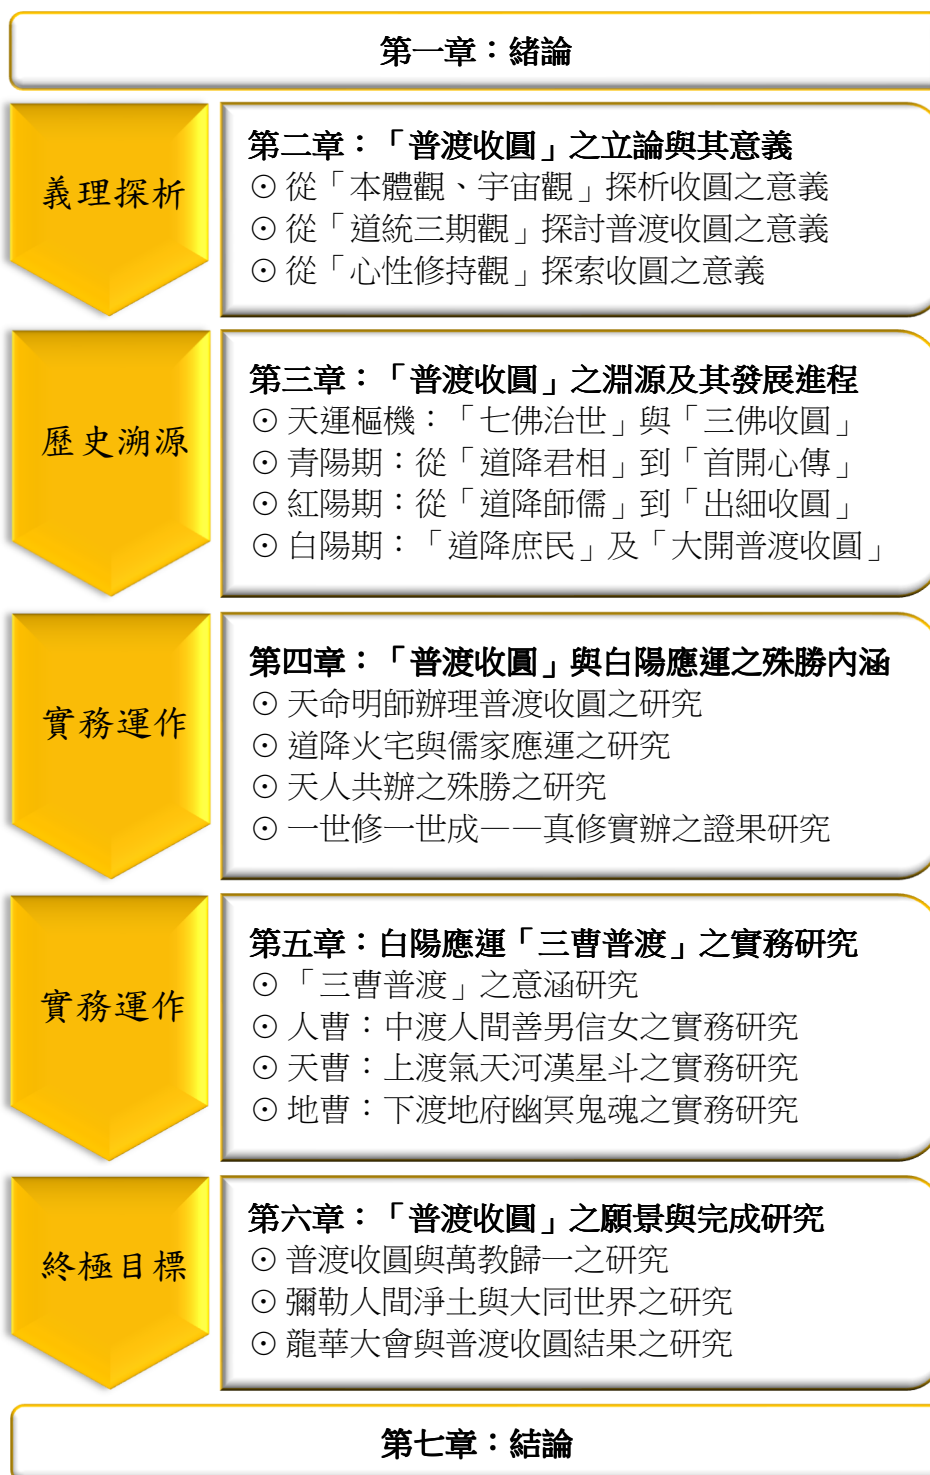 第一章：緒論
義理探析
第二章：「普渡收圓」之立論與其意義
⊙ 從「本體觀、宇宙觀」探析收圓之意義
⊙ 從「道統三期觀」探討普渡收圓之意義
⊙ 從「心性修持觀」探索收圓之意義
歷史溯源
第三章：「普渡收圓」之淵源及其發展進程
⊙ 天運樞機：「七佛治世」與「三佛收圓」
⊙ 青陽期：從「道降君相」到「首開心傳」
⊙ 紅陽期：從「道降師儒」到「出細收圓」
⊙ 白陽期：「道降庶民」及「大開普渡收圓」
實務運作
第四章：「普渡收圓」與白陽應運之殊勝內涵
⊙ 天命明師辦理普渡收圓之研究
⊙ 道降火宅與儒家應運之研究
⊙ 天人共辦之殊勝之研究
⊙ 一世修一世成——真修實辦之證果研究
實務運作
第五章：白陽應運「三曹普渡」之實務研究
⊙ 「三曹普渡」之意涵研究
⊙ 人曹：中渡人間善男信女之實務研究
⊙ 天曹：上渡氣天河漢星斗之實務研究
⊙ 地曹：下渡地府幽冥鬼魂之實務研究
終極目標
第六章：「普渡收圓」之願景與完成研究
⊙ 普渡收圓與萬教歸一之研究
⊙ 彌勒人間淨土與大同世界之研究
⊙ 龍華大會與普渡收圓結果之研究
第七章：結論